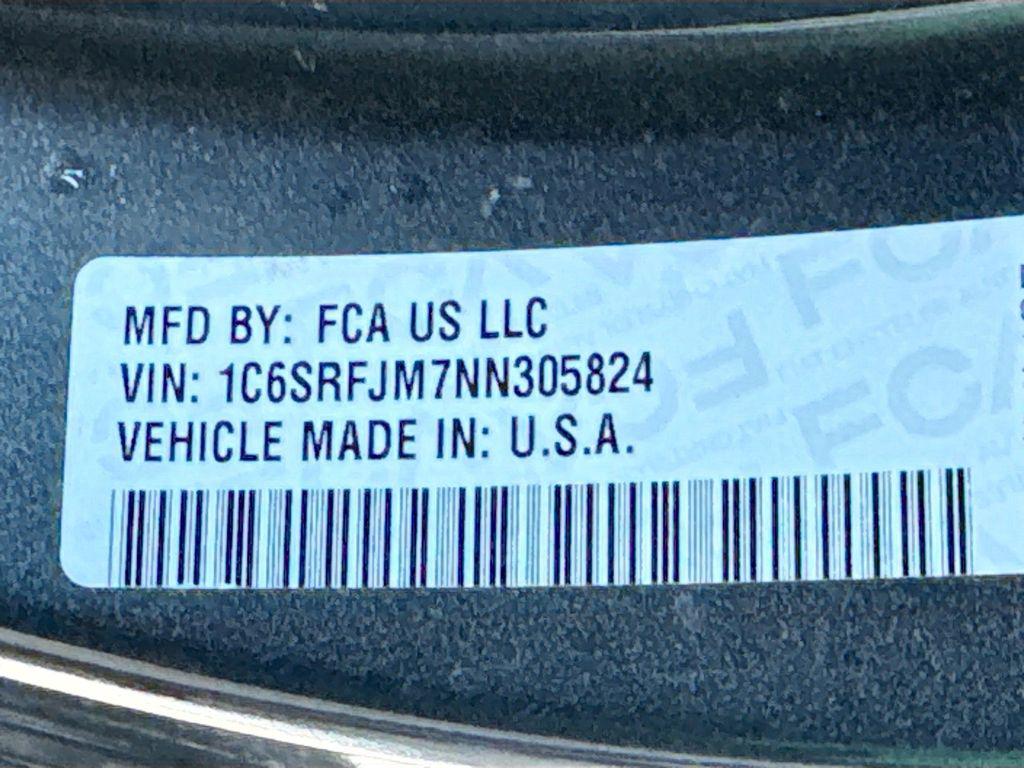 MFD BY: FCA US LLC
VIN: 1C6SRFJM7NN305824
VEHICLE MADE IN: U.S.A.